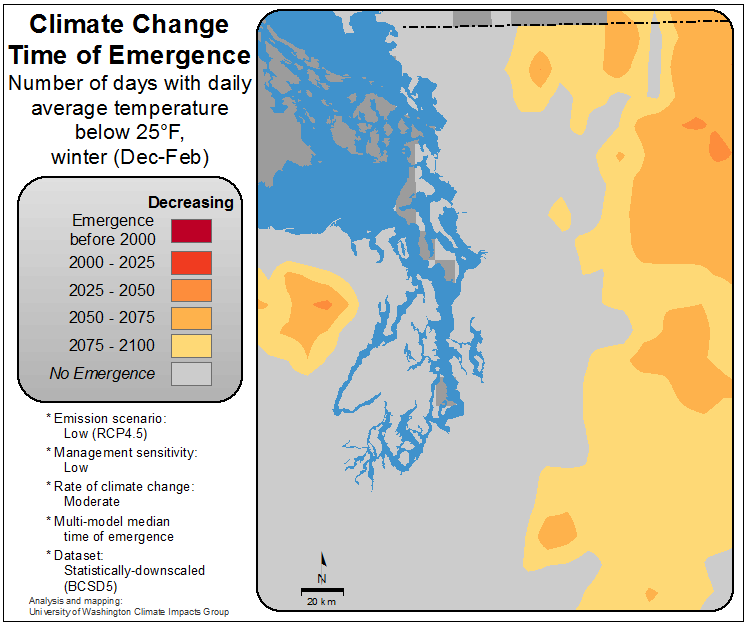 Climate Change
Time of Emergence
Number of days with daily
average temperature
below 25°F,
winter (Dec-Feb)
Decreasing
Emergence
before 2000
2000 - 2025
2025 - 2050
2050 - 2075
2075 - 2100
No Emergence
* Emission scenario:
Low (RCP4.5)
* Management sensitivity:
Low
* Rate of climate change:
Moderate
* Multi-model median
time of emergence
* Dataset:
Statistically-downscaled
(BCSD5)
Analysis and mapping:
University of Washington Climate Impacts Group
N
20 km